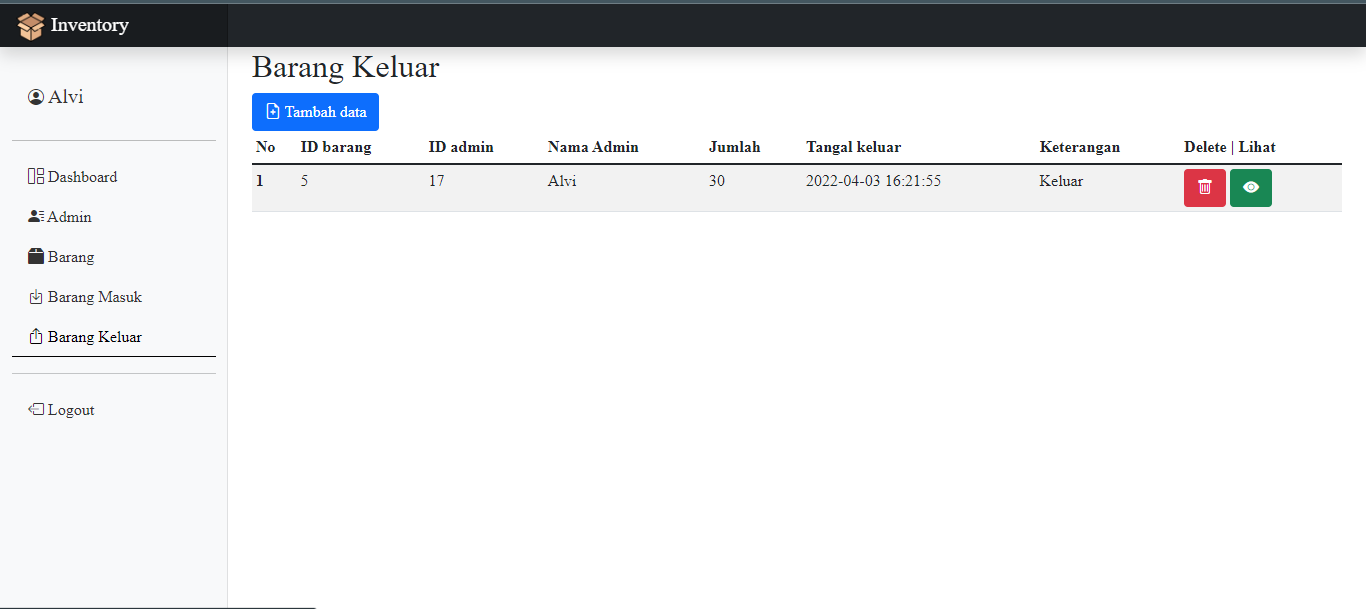 Inventory
Alvi
Dashboard
Admin
Barang
Barang Masuk
Barang Keluar
Logout
Barang Keluar
Tambah data
No ID barang ID admin Nama Admin Jumlah Tangal keluar Keterangan Delete | Lihat
1 5 17 Alvi 30 2022-04-03 16:21:55 Keluar